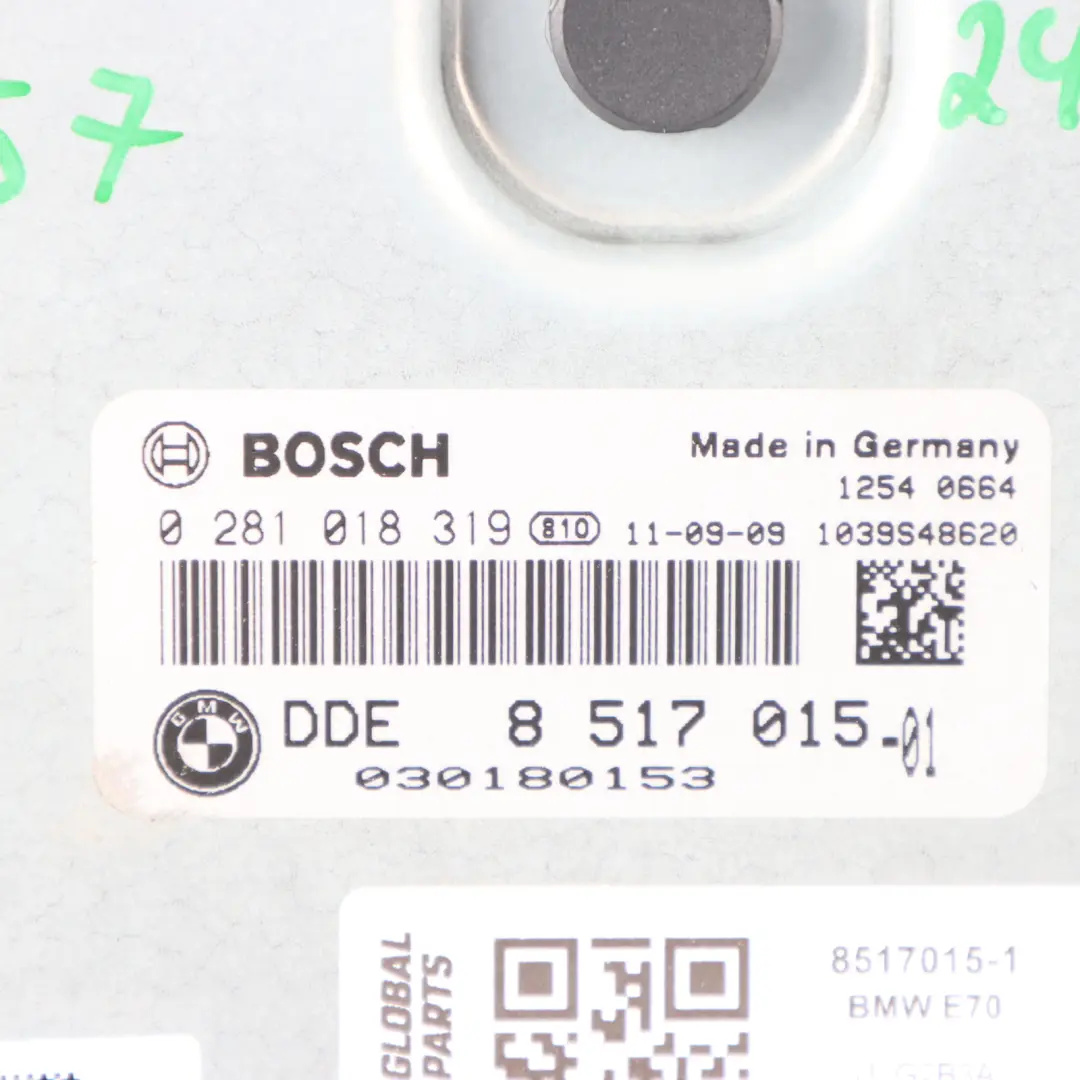 57
24
BOSCH
Made in Germany
1254 0664
0 281 018 319 810 11-09-09 1039S48620
BMW
DDE 8 517 015-01
030180153
GLOBAL
PARTS
8517015-1
BMW E70